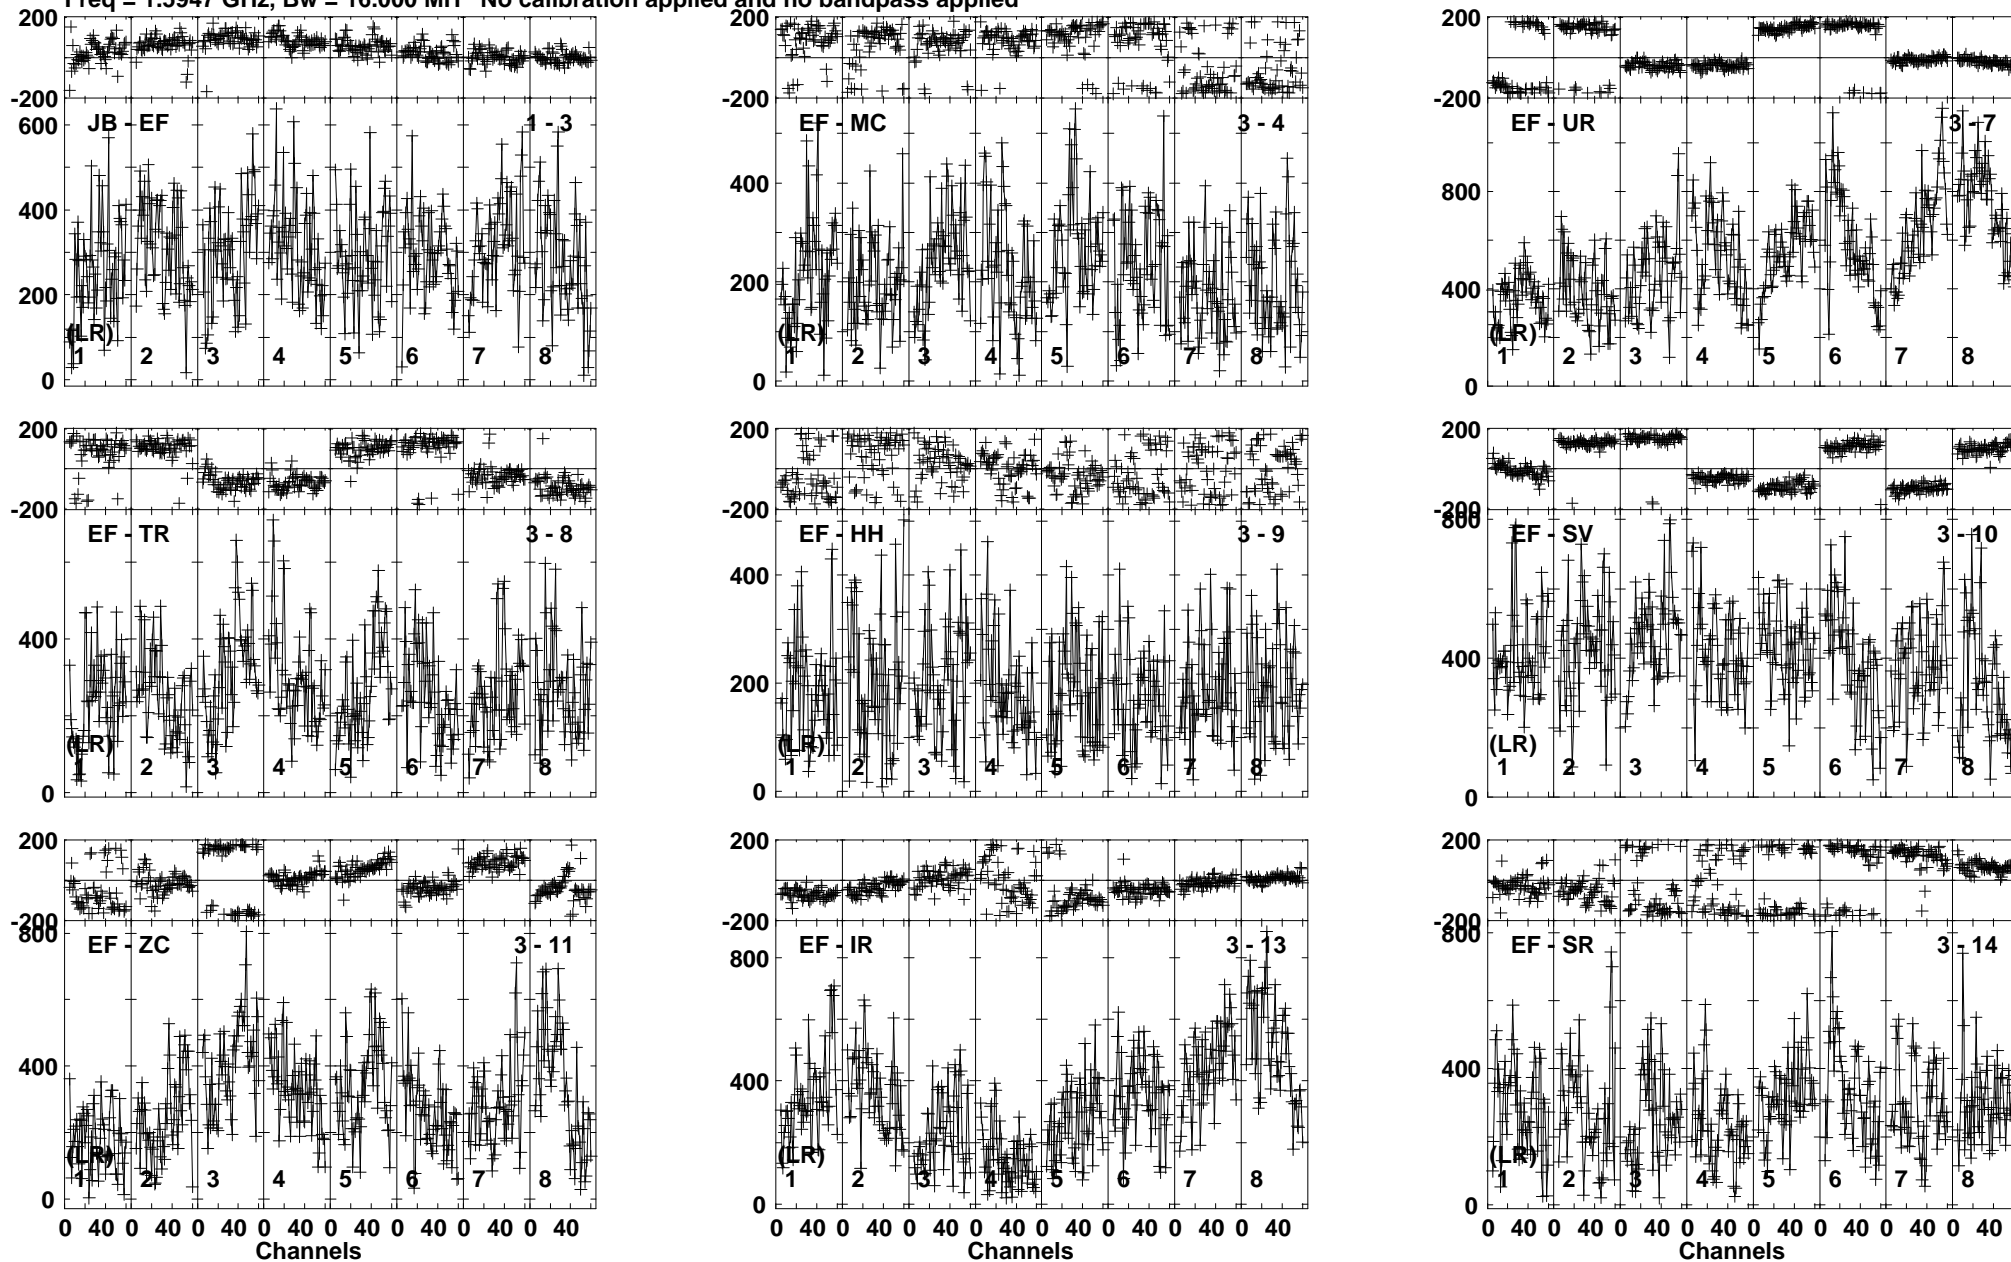 Freq = 1.5947 GHz, Bw = 16.000 MH No calibration applied and no bandpass applied
200 200 200
-200 -200 -200
JB - EF 1 - 3 EF - MC 3 - 4 EF - UR 3 - 7
600
400 400 800
200 200 400
(LR) (LR) (LR)
1 2 3 4 5 6 7 8 1 2 3 4 5 6 7 8 1 2 3 4 5 6 7 8
0 0 0
200 200 200
-200 -200 -200
800
EF - TR 3 - 8 EF - HH 3 - 9 EF - SV 3 - 10
400 400 400
200
(LR) (LR) (LR)
1 2 3 4 5 6 7 8 1 2 3 4 5 6 7 8 1 2 3 4 5 6 7 8
0 0 0
200 200 200
-200 -200 -200
800 800 800
EF - ZC 3 - 11 EF - IR 3 - 13 EF - SR 3 - 14
400 400 400
(LR) (LR) (LR)
1 2 3 4 5 6 7 8 1 2 3 4 5 6 7 8 1 2 3 4 5 6 7 8
0 0 0
0 40 0 40 0 40 0 40 0 40 0 40 0 40 0 40 0 40 0 40 0 40 0 40 0 40 0 40 0 40 0 40 0 40 0 40 0 40 0 40 0 40 0 40 0 40 0 40
Channels Channels